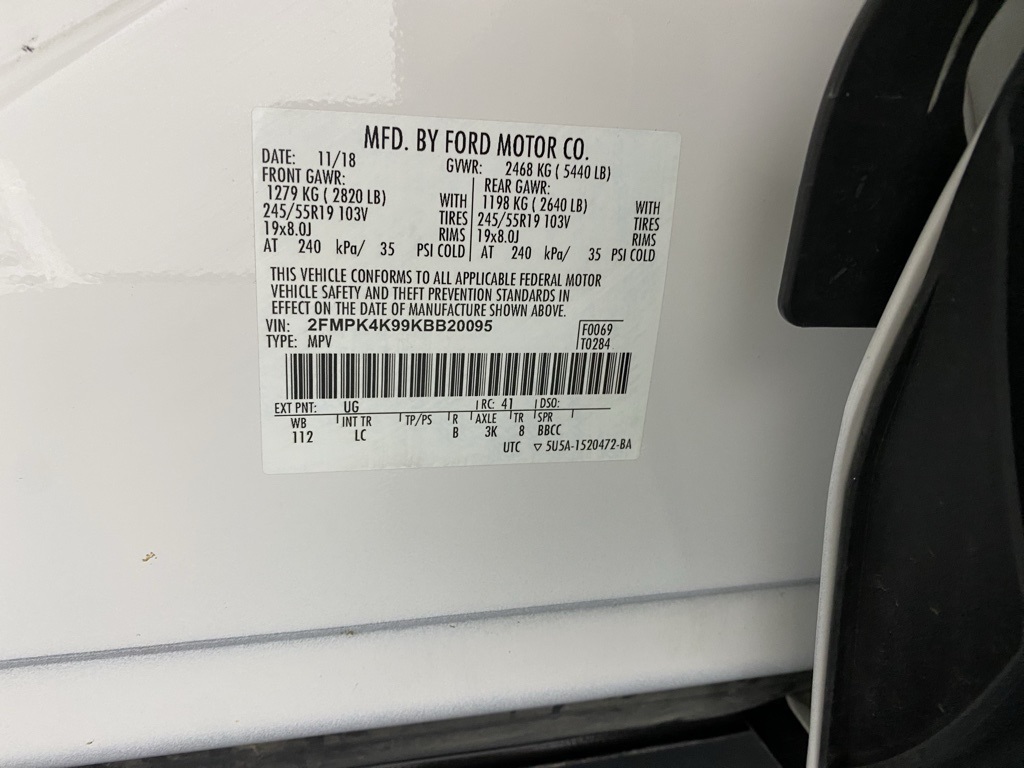 MFD. BY FORD MOTOR CO.
DATE: 11/18 GVWR: 2468 KG ( 5440 LB)
FRONT GAWR: REAR GAWR:
1279 KG ( 2820 LB) WITH 1198 KG ( 2640 LB) WITH
245/55R19 103V TIRES 245/55R19 103V TIRES
19x8.0J RIMS 19x8.0J RIMS
AT 240 kPa/ 35 PSI COLD AT 240 kPa/ 35 PSI COLD
THIS VEHICLE CONFORMS TO ALL APPLICABLE FEDERAL MOTOR
VEHICLE SAFETY AND THEFT PREVENTION STANDARDS IN
EFFECT ON THE DATE OF MANUFACTURE SHOWN ABOVE.
VIN: 2FMPK4K99KBB20095 F0069
TYPE: MPV T0284
EXT PNT: UG RC: 41 DSO:
WB INT TR TP/PS R AXLE TR SPR
112 LC B 3K 8 BBCC
UTC ▽ 5U5A-1520472-BA